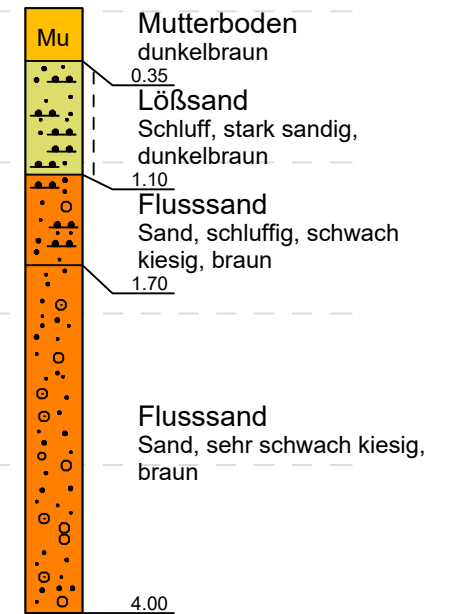 Mu
Mutterboden
dunkelbraun
0.35
Lößsand
Schluff, stark sandig,
dunkelbraun
1.10
Flusssand
Sand, schluffig, schwach
kiesig, braun
1.70
Flusssand
Sand, sehr schwach kiesig,
braun
4.00